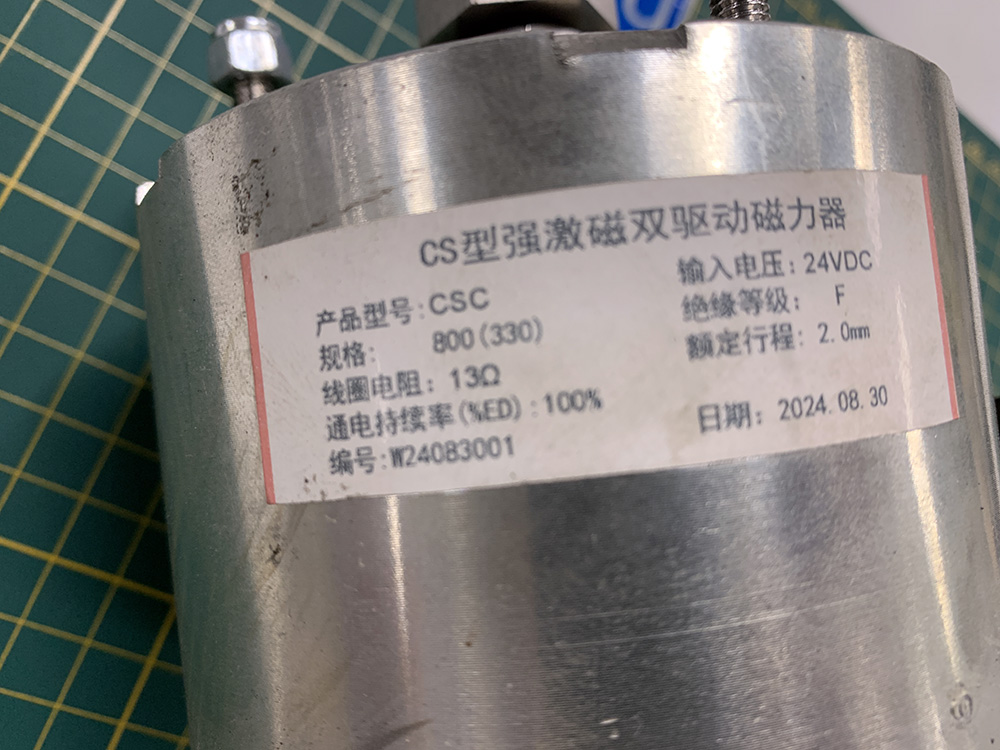 CS型强激磁双驱动磁力器
产品型号:CSC
输入电压:24VDC
规格: 800(330)
绝缘等级: F
线圈电阻: 13Ω
额定行程: 2.0mm
通电持续率(%ED):100%
编号:W24083001
日期: 2024.08.30